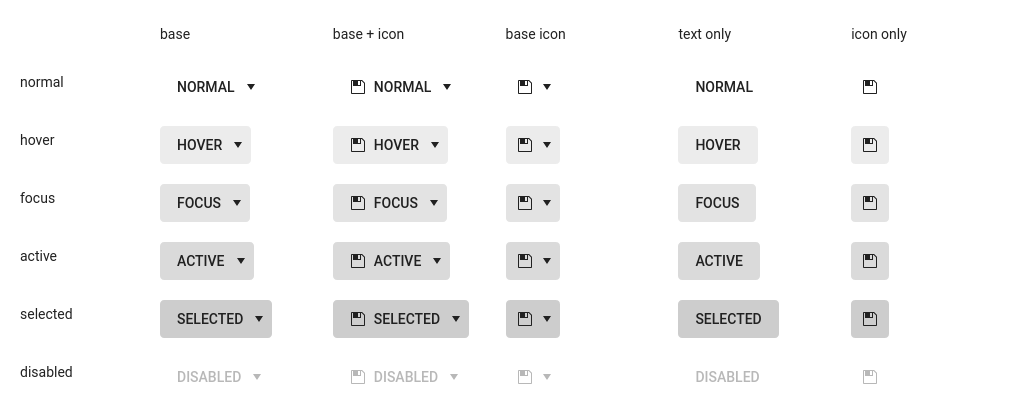 base base + icon base icon text only icon only
normal NORMAL NORMAL NORMAL
hover HOVER HOVER HOVER
focus FOCUS FOCUS FOCUS
active ACTIVE ACTIVE ACTIVE
selected SELECTED SELECTED SELECTED
disabled DISABLED DISABLED DISABLED